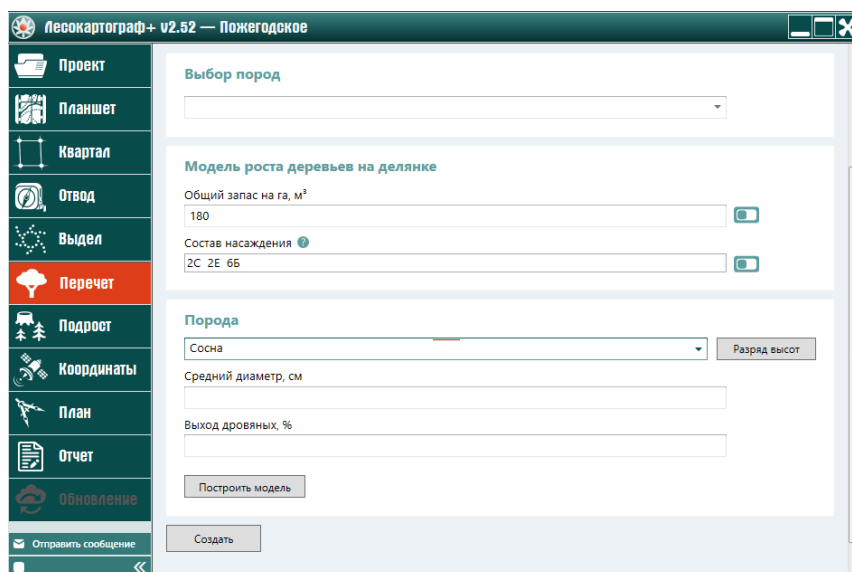 Лесокартограф+ v2.52 — Пожегодское
Проект
Планшет
Квартал
Отвод
Выдел
Перечет
Подрост
Координаты
План
Отчет
Обновление
Отправить сообщение
Выбор пород
Модель роста деревьев на делянке
Общий запас на га, м³
180
Состав насаждения ?
2С 2Е 6Б
Порода
Сосна
Разряд высот
Средний диаметр, см
Выход дровяных, %
Построить модель
Создать